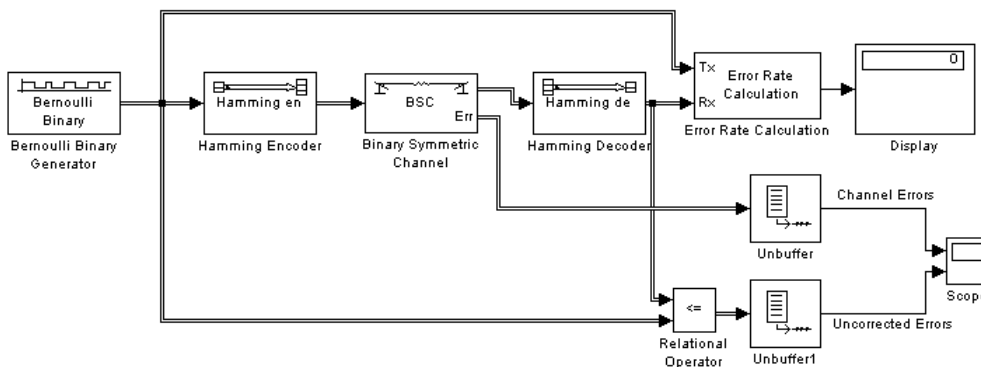 Bernoulli
Binary
Bernoulli Binary
Generator
Hamming en
Hamming Encoder
BSC
Err
Binary Symmetric
Channel
Hamming de
Hamming Decoder
Tx
Rx
Error Rate
Calculation
Error Rate Calculation
0
Display
Channel Errors
Unbuffer
<=
Relational
Operator
Unbuffer1
Uncorrected Errors
Scop